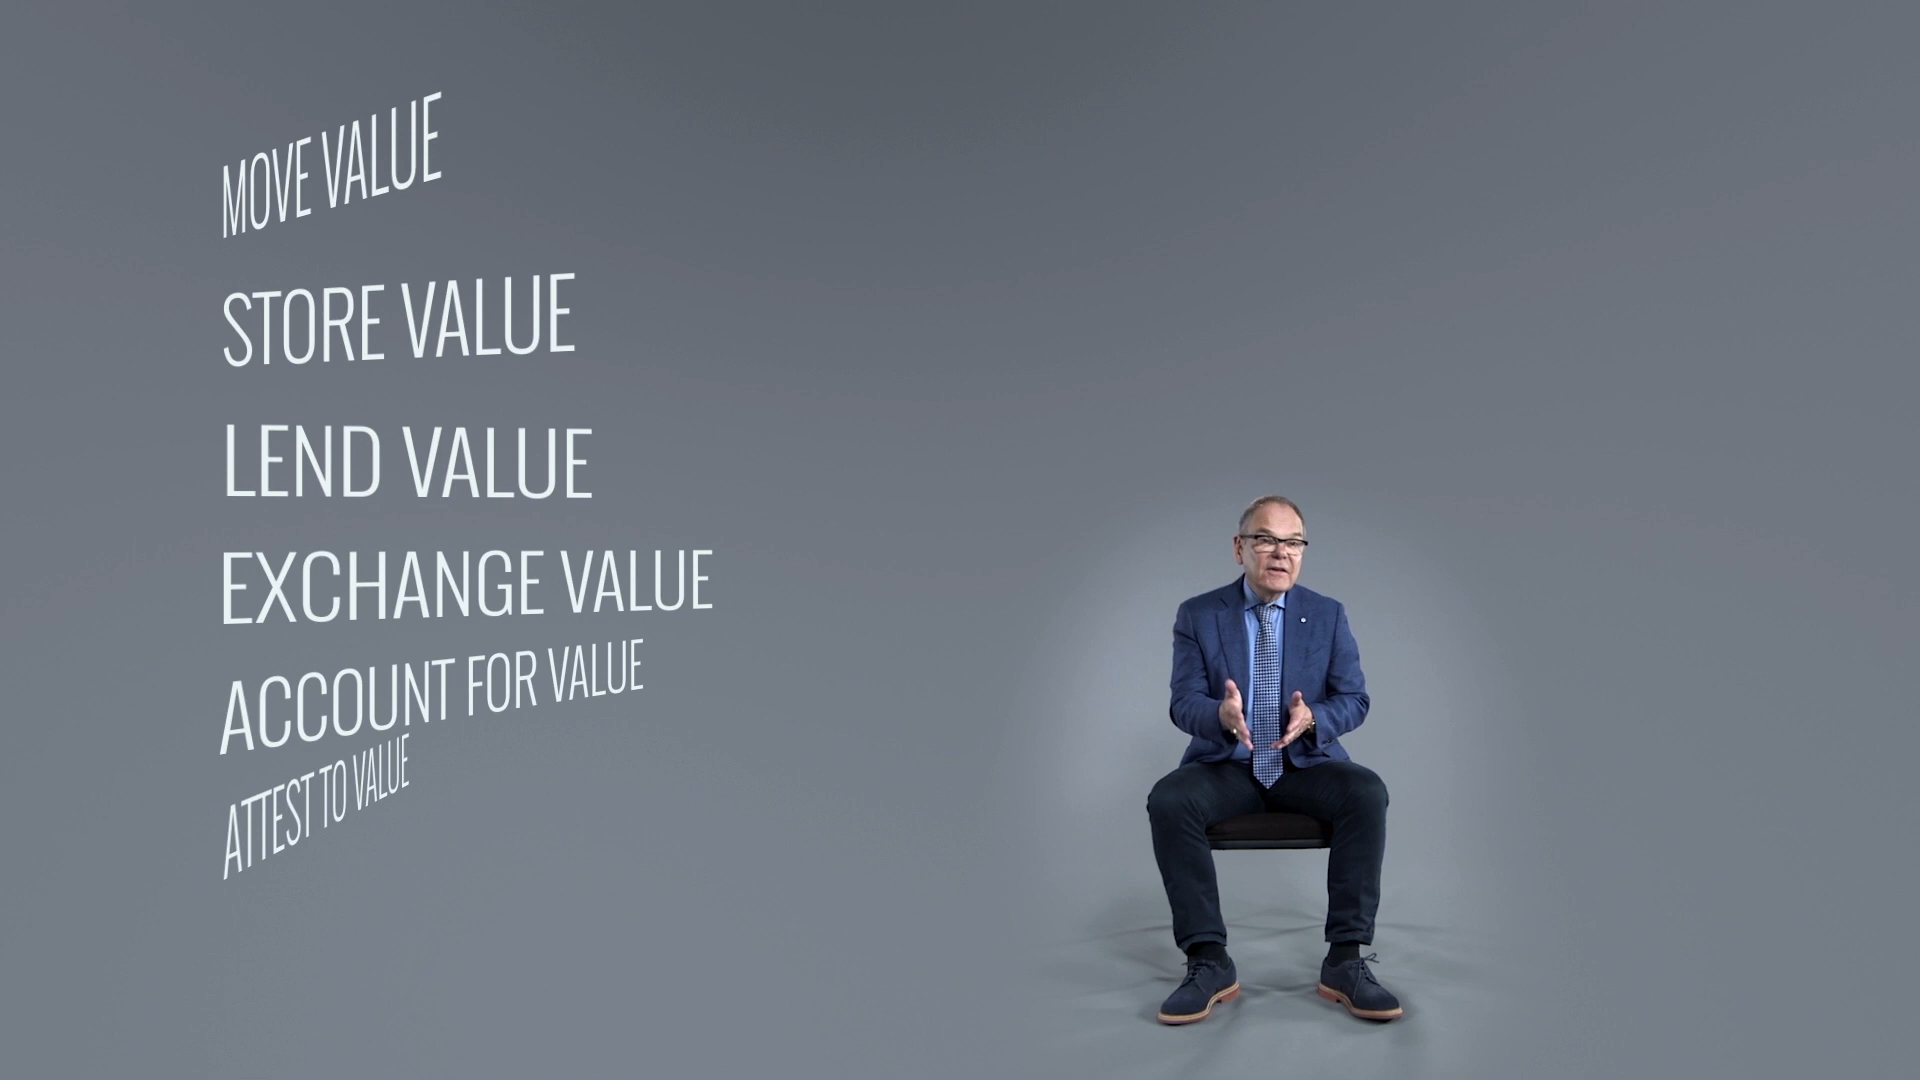 MOVE VALUE
STORE VALUE
LEND VALUE
EXCHANGE VALUE
ACCOUNT FOR VALUE
ATTEST TO VALUE